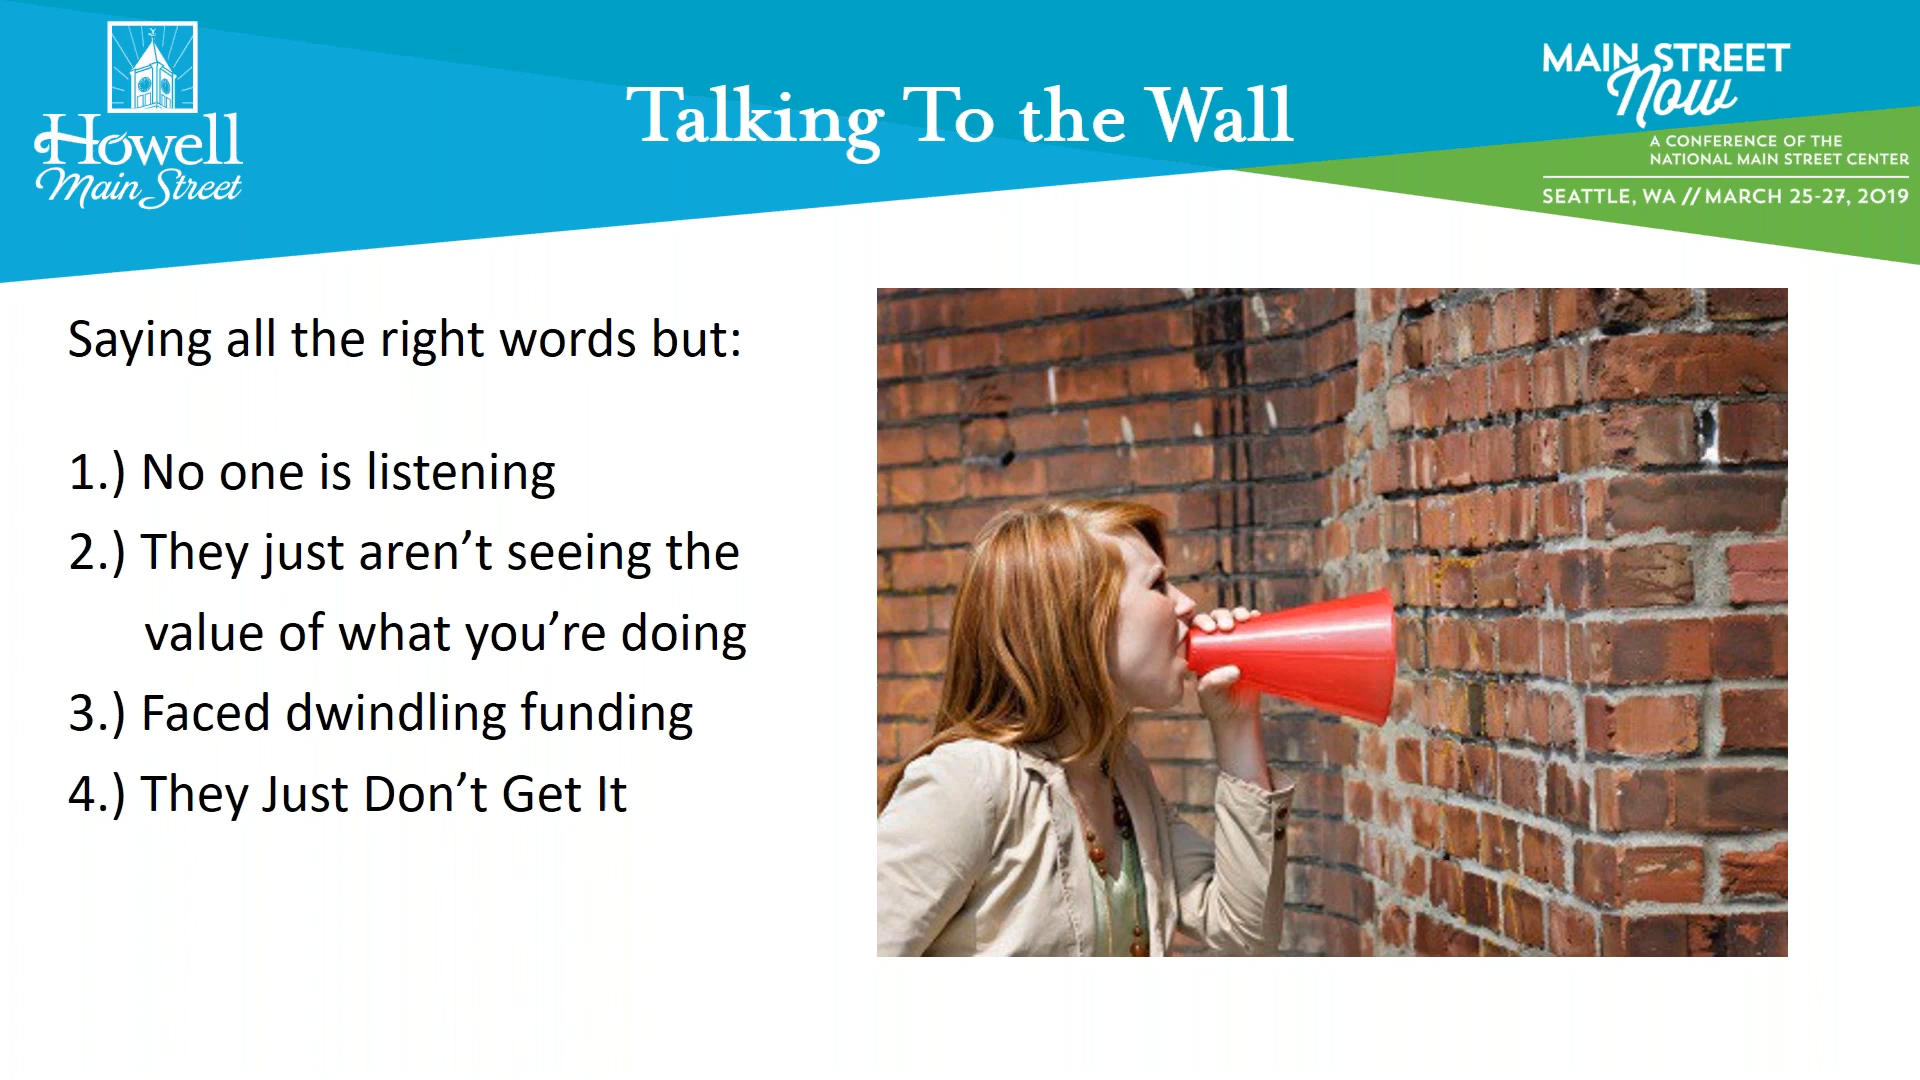 Howell
Main Street
Talking To the Wall
MAIN STREET
Now
A CONFERENCE OF THE
NATIONAL MAIN STREET CENTER
SEATTLE, WA // MARCH 25-27, 2019
Saying all the right words but:
1.) No one is listening
2.) They just aren’t seeing the
value of what you’re doing
3.) Faced dwindling funding
4.) They Just Don’t Get It